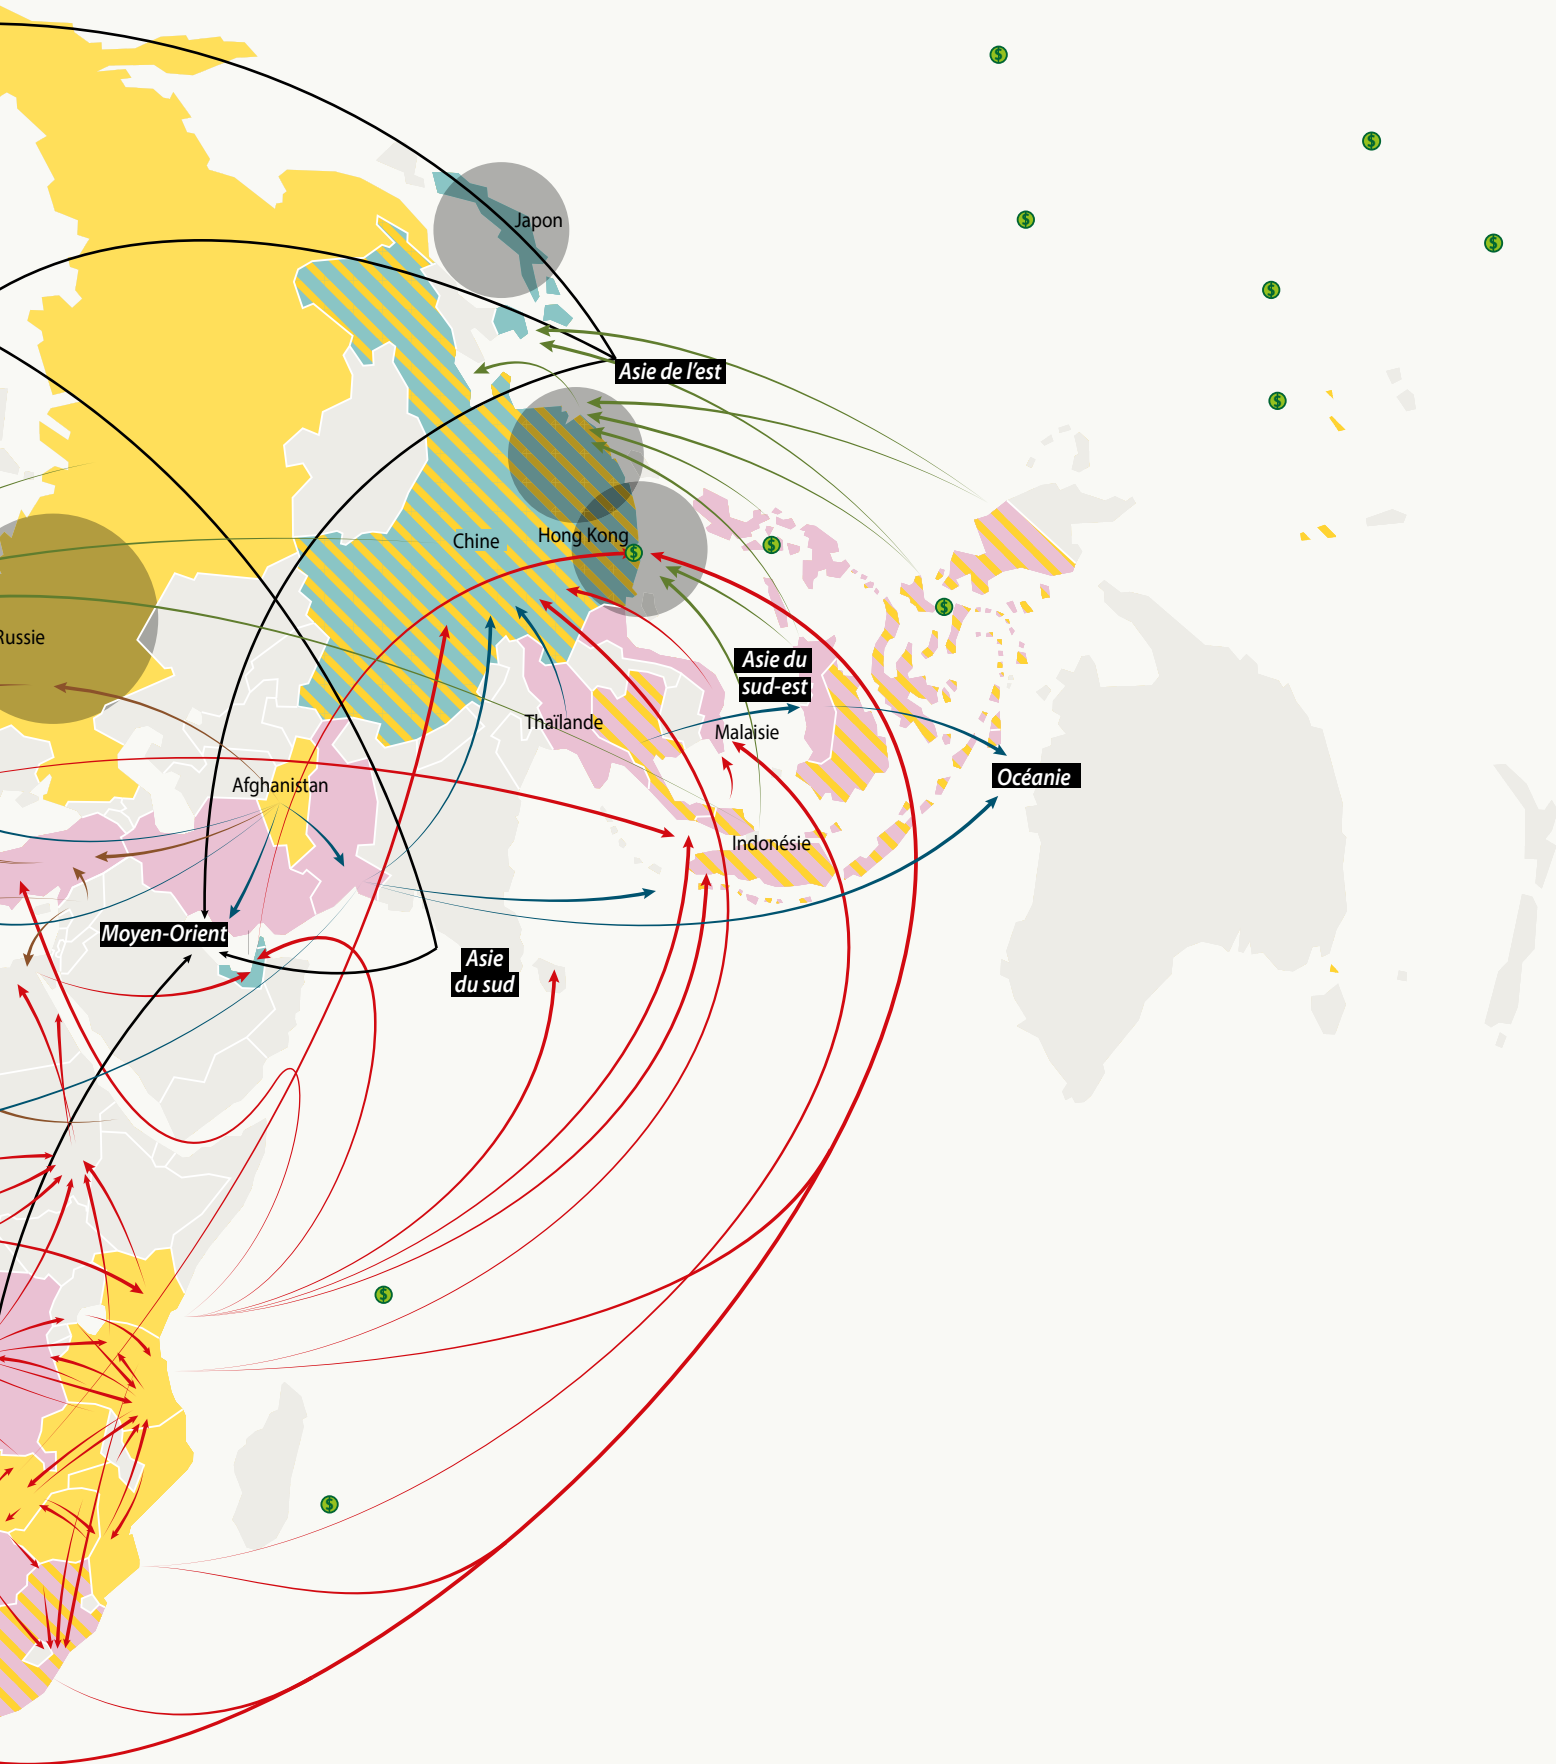 Japon
Asie de l’est
Chine
Hong Kong
$
$
$
$
$
$
$
$
$
Russie
Asie du
sud-est
Thaïlande
Malaisie
Océanie
Afghanistan
Indonésie
Moyen-Orient
Asie
du sud
$
$